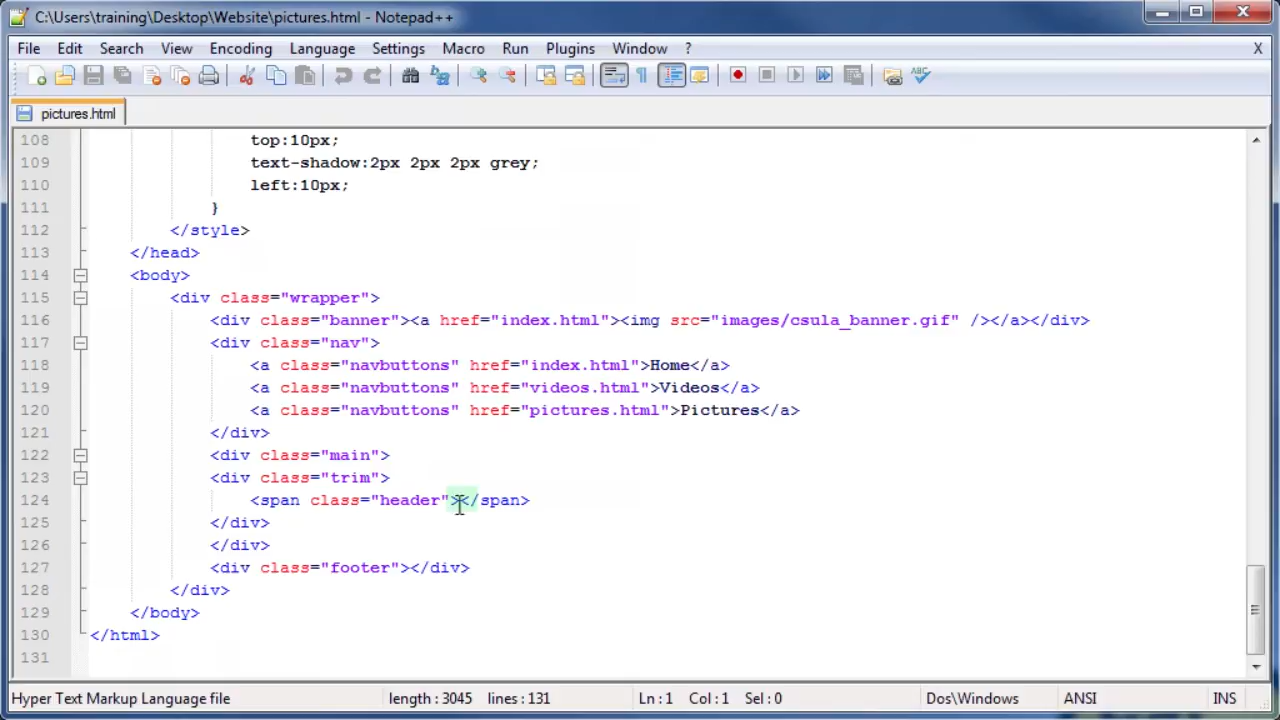 C:\Users\training\Desktop\Website\pictures.html - Notepad++
File Edit Search View Encoding Language Settings Macro Run Plugins Window ? X
pictures.html
108 top:10px;
109 text-shadow:2px 2px 2px grey;
110 left:10px;
111 }
112 </style>
113 </head>
114 <body>
115 <div class="wrapper">
116 <div class="banner"><a href="index.html"><img src="images/csula_banner.gif" /></a></div>
117 <div class="nav">
118 <a class="navbuttons" href="index.html">Home</a>
119 <a class="navbuttons" href="videos.html">Videos</a>
120 <a class="navbuttons" href="pictures.html">Pictures</a>
121 </div>
122 <div class="main">
123 <div class="trim">
124 <span class="header"></span>
125 </div>
126 </div>
127 <div class="footer"></div>
128 </div>
129 </body>
130 </html>
131
Hyper Text Markup Language file length : 3045 lines : 131 Ln : 1 Col : 1 Sel : 0 Dos\Windows ANSI INS